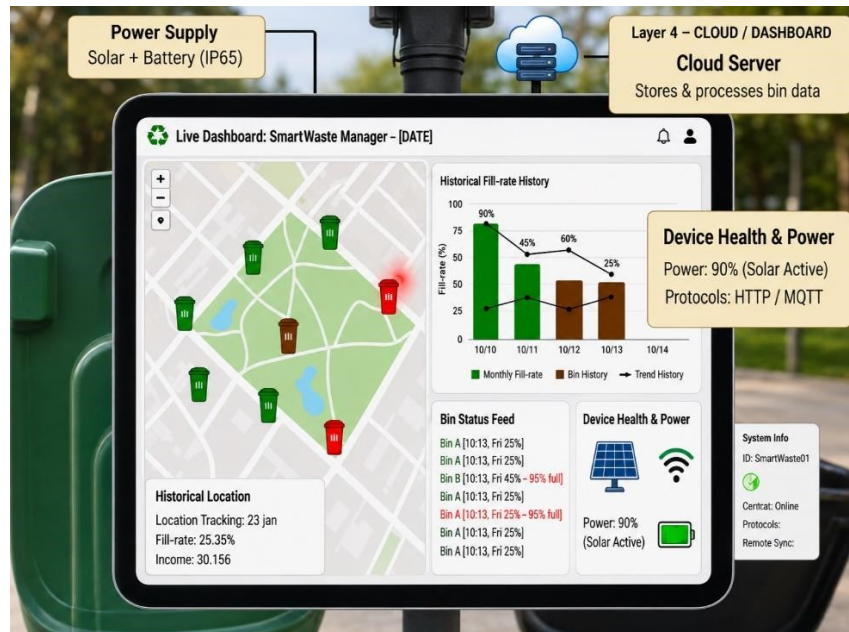 Power Supply
Solar + Battery (IP65)
Layer 4 – CLOUD / DASHBOARD
Cloud Server
Stores & processes bin data
Live Dashboard: SmartWaste Manager – [DATE]
+
−
Historical Fill-rate History
Fill-rate (%)
100
75
50
50
25
0
90%
45%
60%
25%
10/10
10/11
10/12
10/13
10/14
Monthly Fill-rate
Bin History
Trend History
Device Health & Power
Power: 90% (Solar Active)
Protocols: HTTP / MQTT
Historical Location
Location Tracking: 23 jan
Fill-rate: 25.35%
Income: 30.156
Bin Status Feed
Bin A [10:13, Fri 25%]
Bin A [10:13, Fri 25%]
Bin B [10:13, Fri 45% – 95% full]
Bin A [10:13, Fri 25%]
Bin A [10:13, Fri 25% – 95% full]
Bin A [10:13, Fri 25%]
Bin A [10:13, Fri 25%]
Device Health & Power
Power: 90%
(Solar Active)
System Info
ID: SmartWaste01
Centcat: Online
Protocols:
Remote Sync: